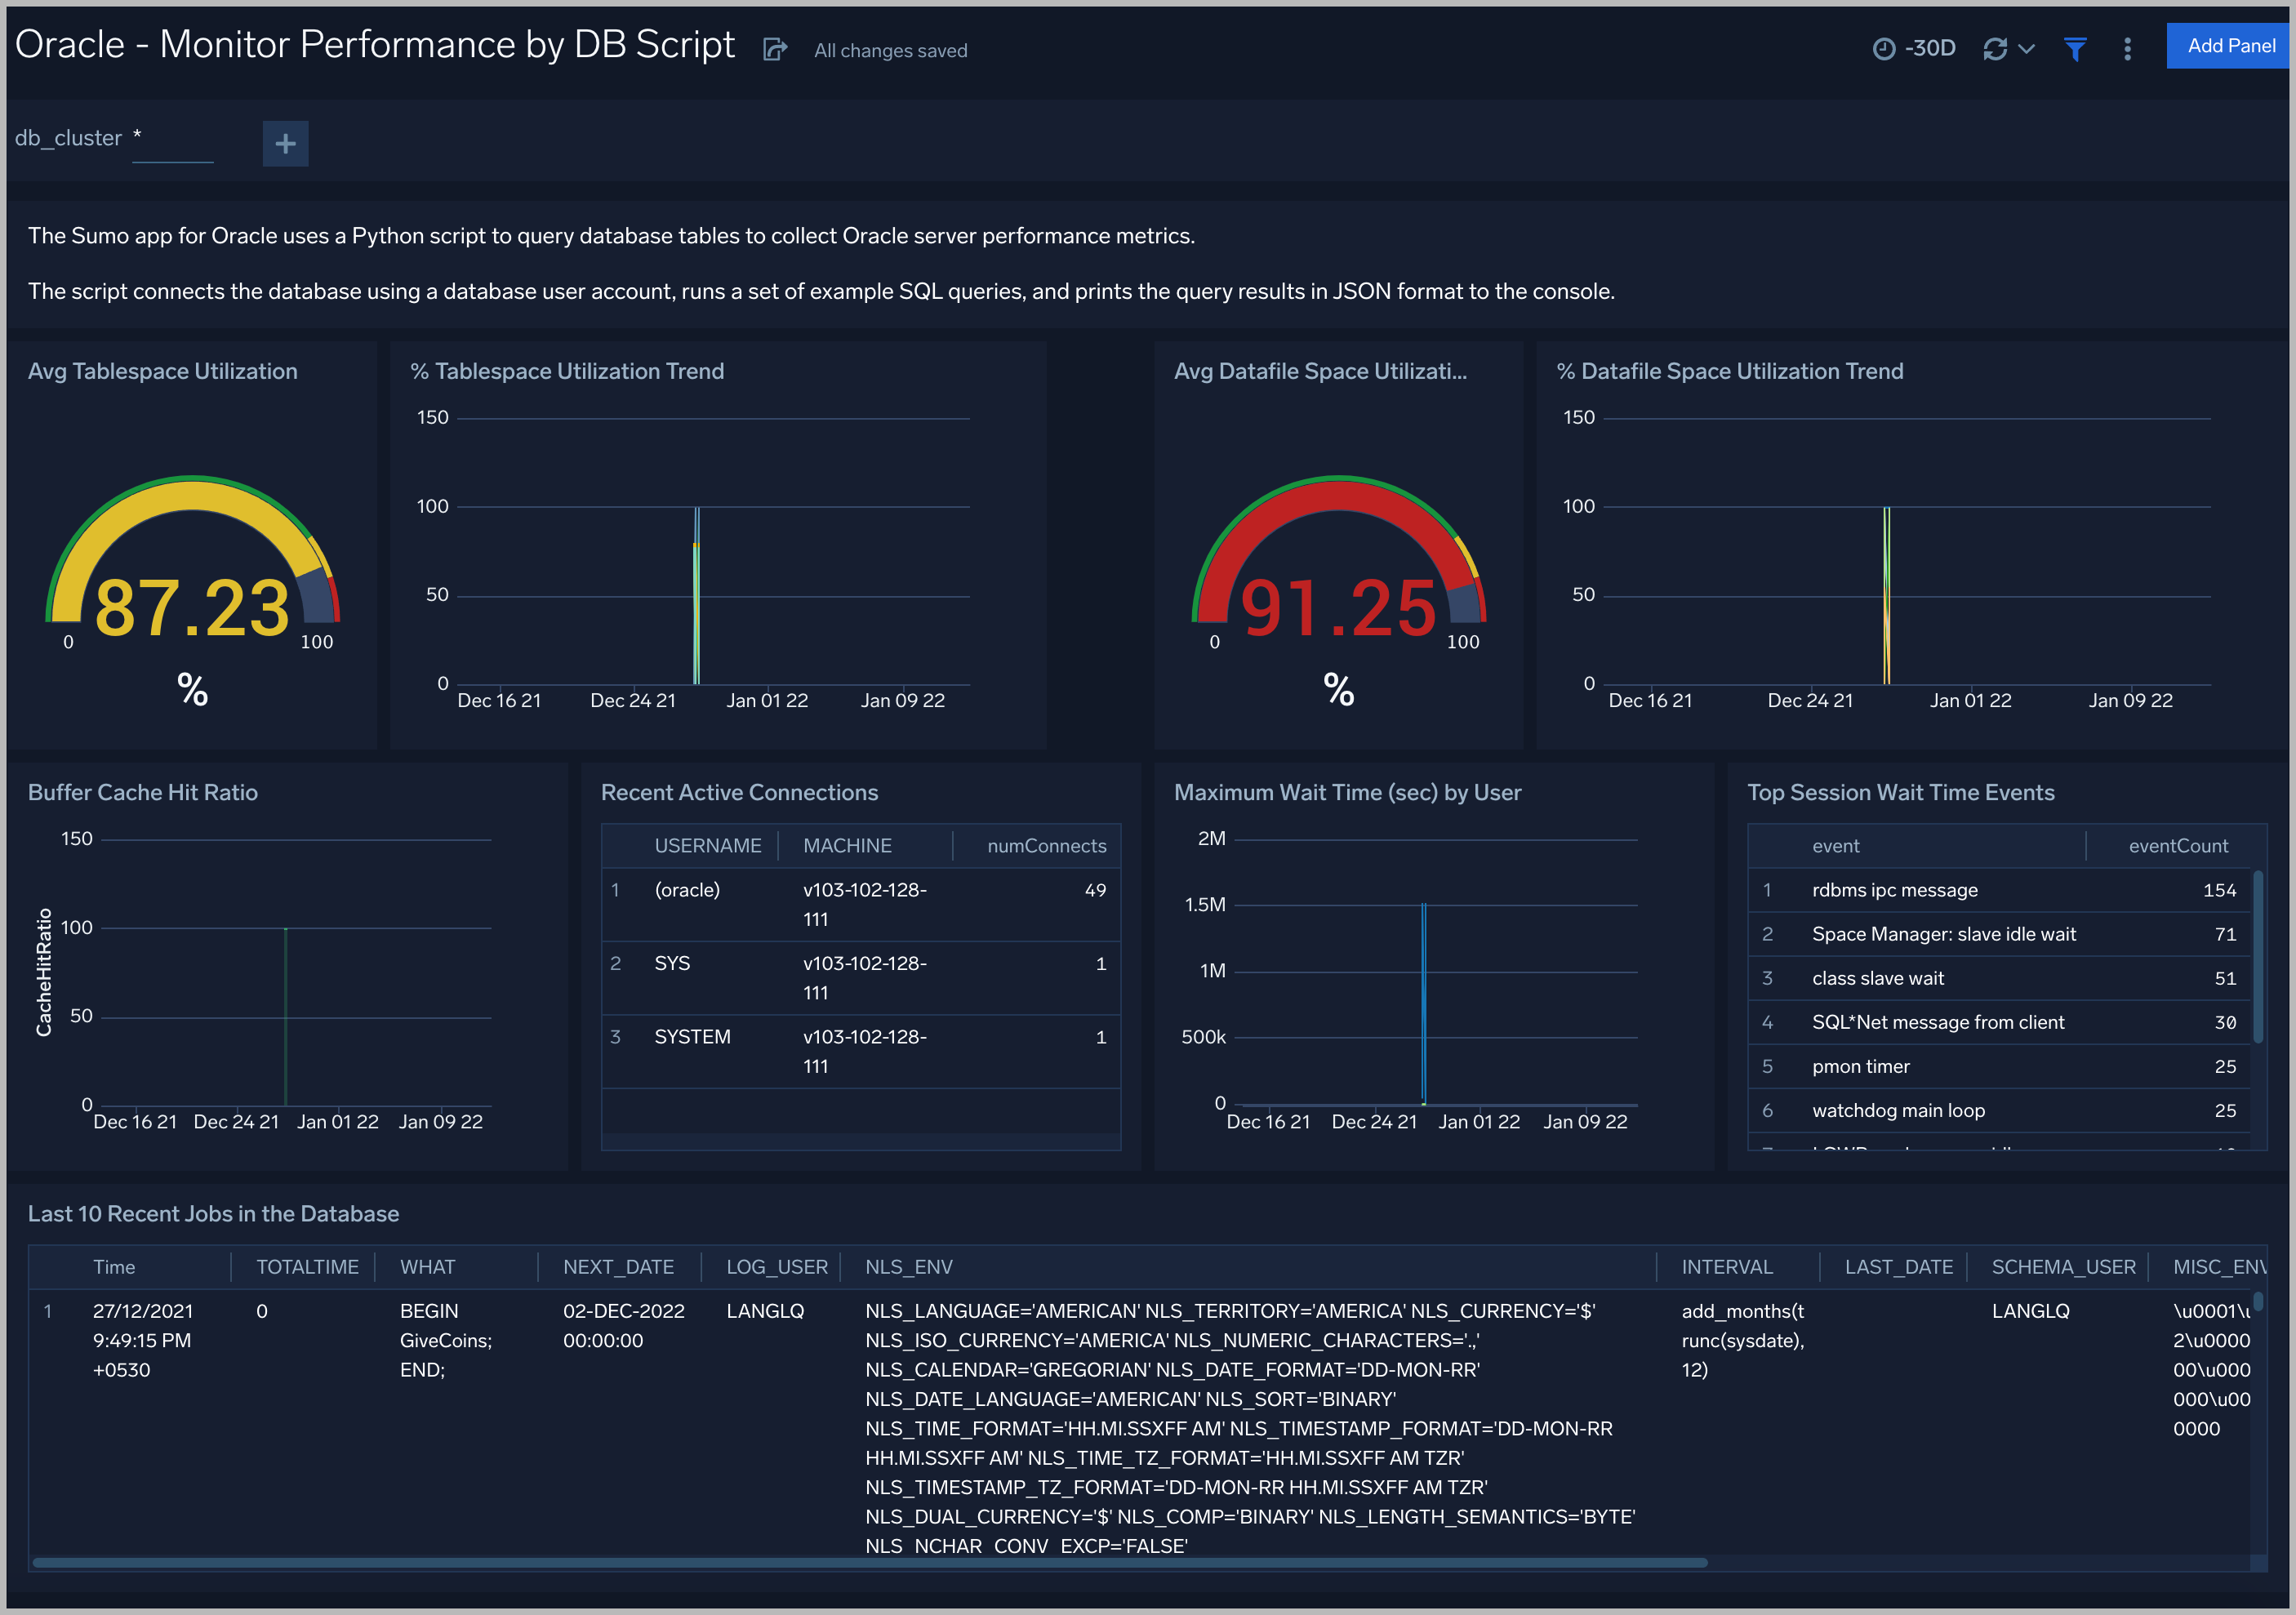 Oracle - Monitor Performance by DB Script
All changes saved
-30D
Add Panel
db_cluster *
The Sumo app for Oracle uses a Python script to query database tables to collect Oracle server performance metrics.
The script connects the database using a database user account, runs a set of example SQL queries, and prints the query results in JSON format to the console.
Avg Tablespace Utilization
87.23
0
100
%
% Tablespace Utilization Trend
150
100
50
0
Dec 16 21 Dec 24 21 Jan 01 22 Jan 09 22
Avg Datafile Space Utilizati...
91.25
0
100
%
% Datafile Space Utilization Trend
150
100
50
0
Dec 16 21 Dec 24 21 Jan 01 22 Jan 09 22
Buffer Cache Hit Ratio
CacheHitRatio
150
100
50
0
Dec 16 21 Dec 24 21 Jan 01 22 Jan 09 22
Recent Active Connections
USERNAME MACHINE numConnects
1 (oracle) v103-102-128- 49
111
2 SYS v103-102-128- 1
111
3 SYSTEM v103-102-128- 1
111
Maximum Wait Time (sec) by User
2M
1.5M
1M
500k
0
Dec 16 21 Dec 24 21 Jan 01 22 Jan 09 22
Top Session Wait Time Events
event eventCount
1 rdbms ipc message 154
2 Space Manager: slave idle wait 71
3 class slave wait 51
4 SQL*Net message from client 30
5 pmon timer 25
6 watchdog main loop 25
Last 10 Recent Jobs in the Database
Time TOTALTIME WHAT NEXT_DATE LOG_USER NLS_ENV INTERVAL LAST_DATE SCHEMA_USER MISC_ENV
1 27/12/2021 0 BEGIN 02-DEC-2022 LANGLQ NLS_LANGUAGE='AMERICAN' NLS_TERRITORY='AMERICA' NLS_CURRENCY='$' add_months(t LANGLQ \u0001\u
9:49:15 PM GiveCoins; 00:00:00 NLS_ISO_CURRENCY='AMERICA' NLS_NUMERIC_CHARACTERS='.,' runc(sysdate), 2\u0000
+0530 END; NLS_CALENDAR='GREGORIAN' NLS_DATE_FORMAT='DD-MON-RR' 12) 00\u000
NLS_DATE_LANGUAGE='AMERICAN' NLS_SORT='BINARY' 000\u00
NLS_TIME_FORMAT='HH.MI.SSXFF AM' NLS_TIMESTAMP_FORMAT='DD-MON-RR 0000
HH.MI.SSXFF AM' NLS_TIME_TZ_FORMAT='HH.MI.SSXFF AM TZR'
NLS_TIMESTAMP_TZ_FORMAT='DD-MON-RR HH.MI.SSXFF AM TZR'
NLS_DUAL_CURRENCY='$' NLS_COMP='BINARY' NLS_LENGTH_SEMANTICS='BYTE'
NLS_NCHAR_CONV_EXCP='FALSE'